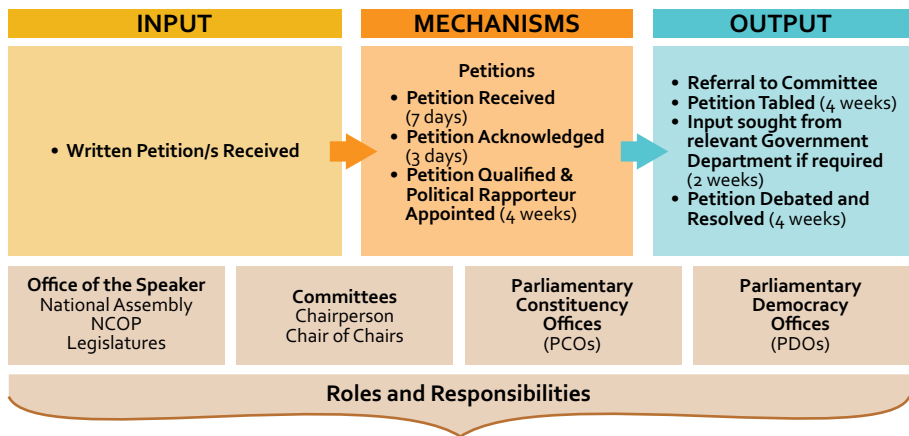 INPUT
MECHANISMS
OUTPUT
• Written Petition/s Received
Petitions
• Petition Received
(7 days)
• Petition Acknowledged
(3 days)
• Petition Qualified &
Political Rapporteur
Appointed (4 weeks)
• Referral to Committee
• Petition Tabled (4 weeks)
• Input sought from
relevant Government
Department if required
(2 weeks)
• Petition Debated and
Resolved (4 weeks)
Office of the Speaker
National Assembly
NCOP
Legislatures
Committees
Chairperson
Chair of Chairs
Parliamentary
Constituency
Offices
(PCOs)
Parliamentary
Democracy
Offices
(PDOs)
Roles and Responsibilities